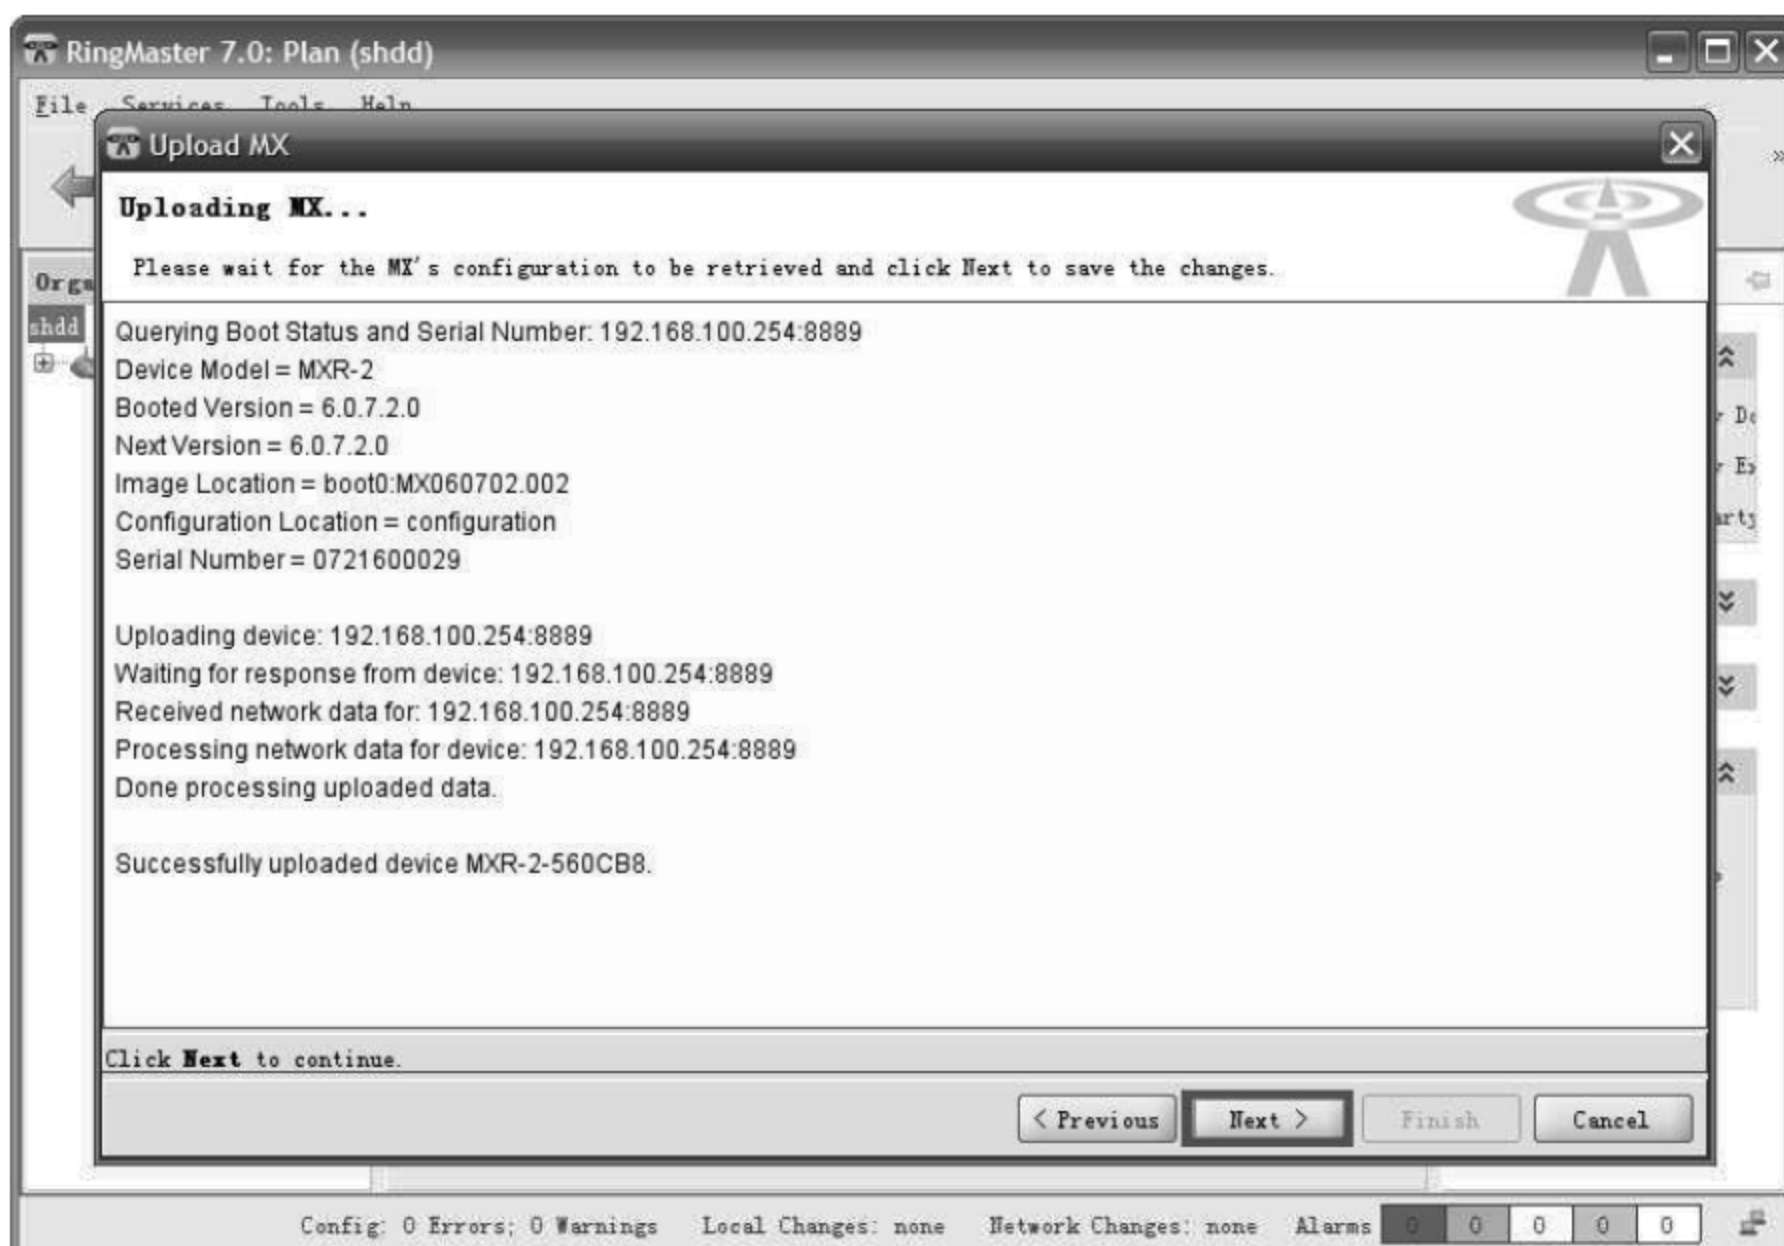 RingMaster 7.0: Plan (shdd)
File Services Tools Help
Upload MX
Uploading MX...
Please wait for the MX's configuration to be retrieved and click Next to save the changes.
shdd
Querying Boot Status and Serial Number: 192.168.100.254:8889
Device Model = MXR-2
Booted Version = 6.0.7.2.0
Next Version = 6.0.7.2.0
Image Location = boot0:MX060702.002
Configuration Location = configuration
Serial Number = 0721600029
Uploading device: 192.168.100.254:8889
Waiting for response from device: 192.168.100.254:8889
Received network data for: 192.168.100.254:8889
Processing network data for device: 192.168.100.254:8889
Done processing uploaded data.
Successfully uploaded device MXR-2-560CB8.
Click Next to continue.
< Previous Next > Finish Cancel
Config: 0 Errors; 0 Warnings Local Changes: none Network Changes: none Alarms 0 0 0 0 0